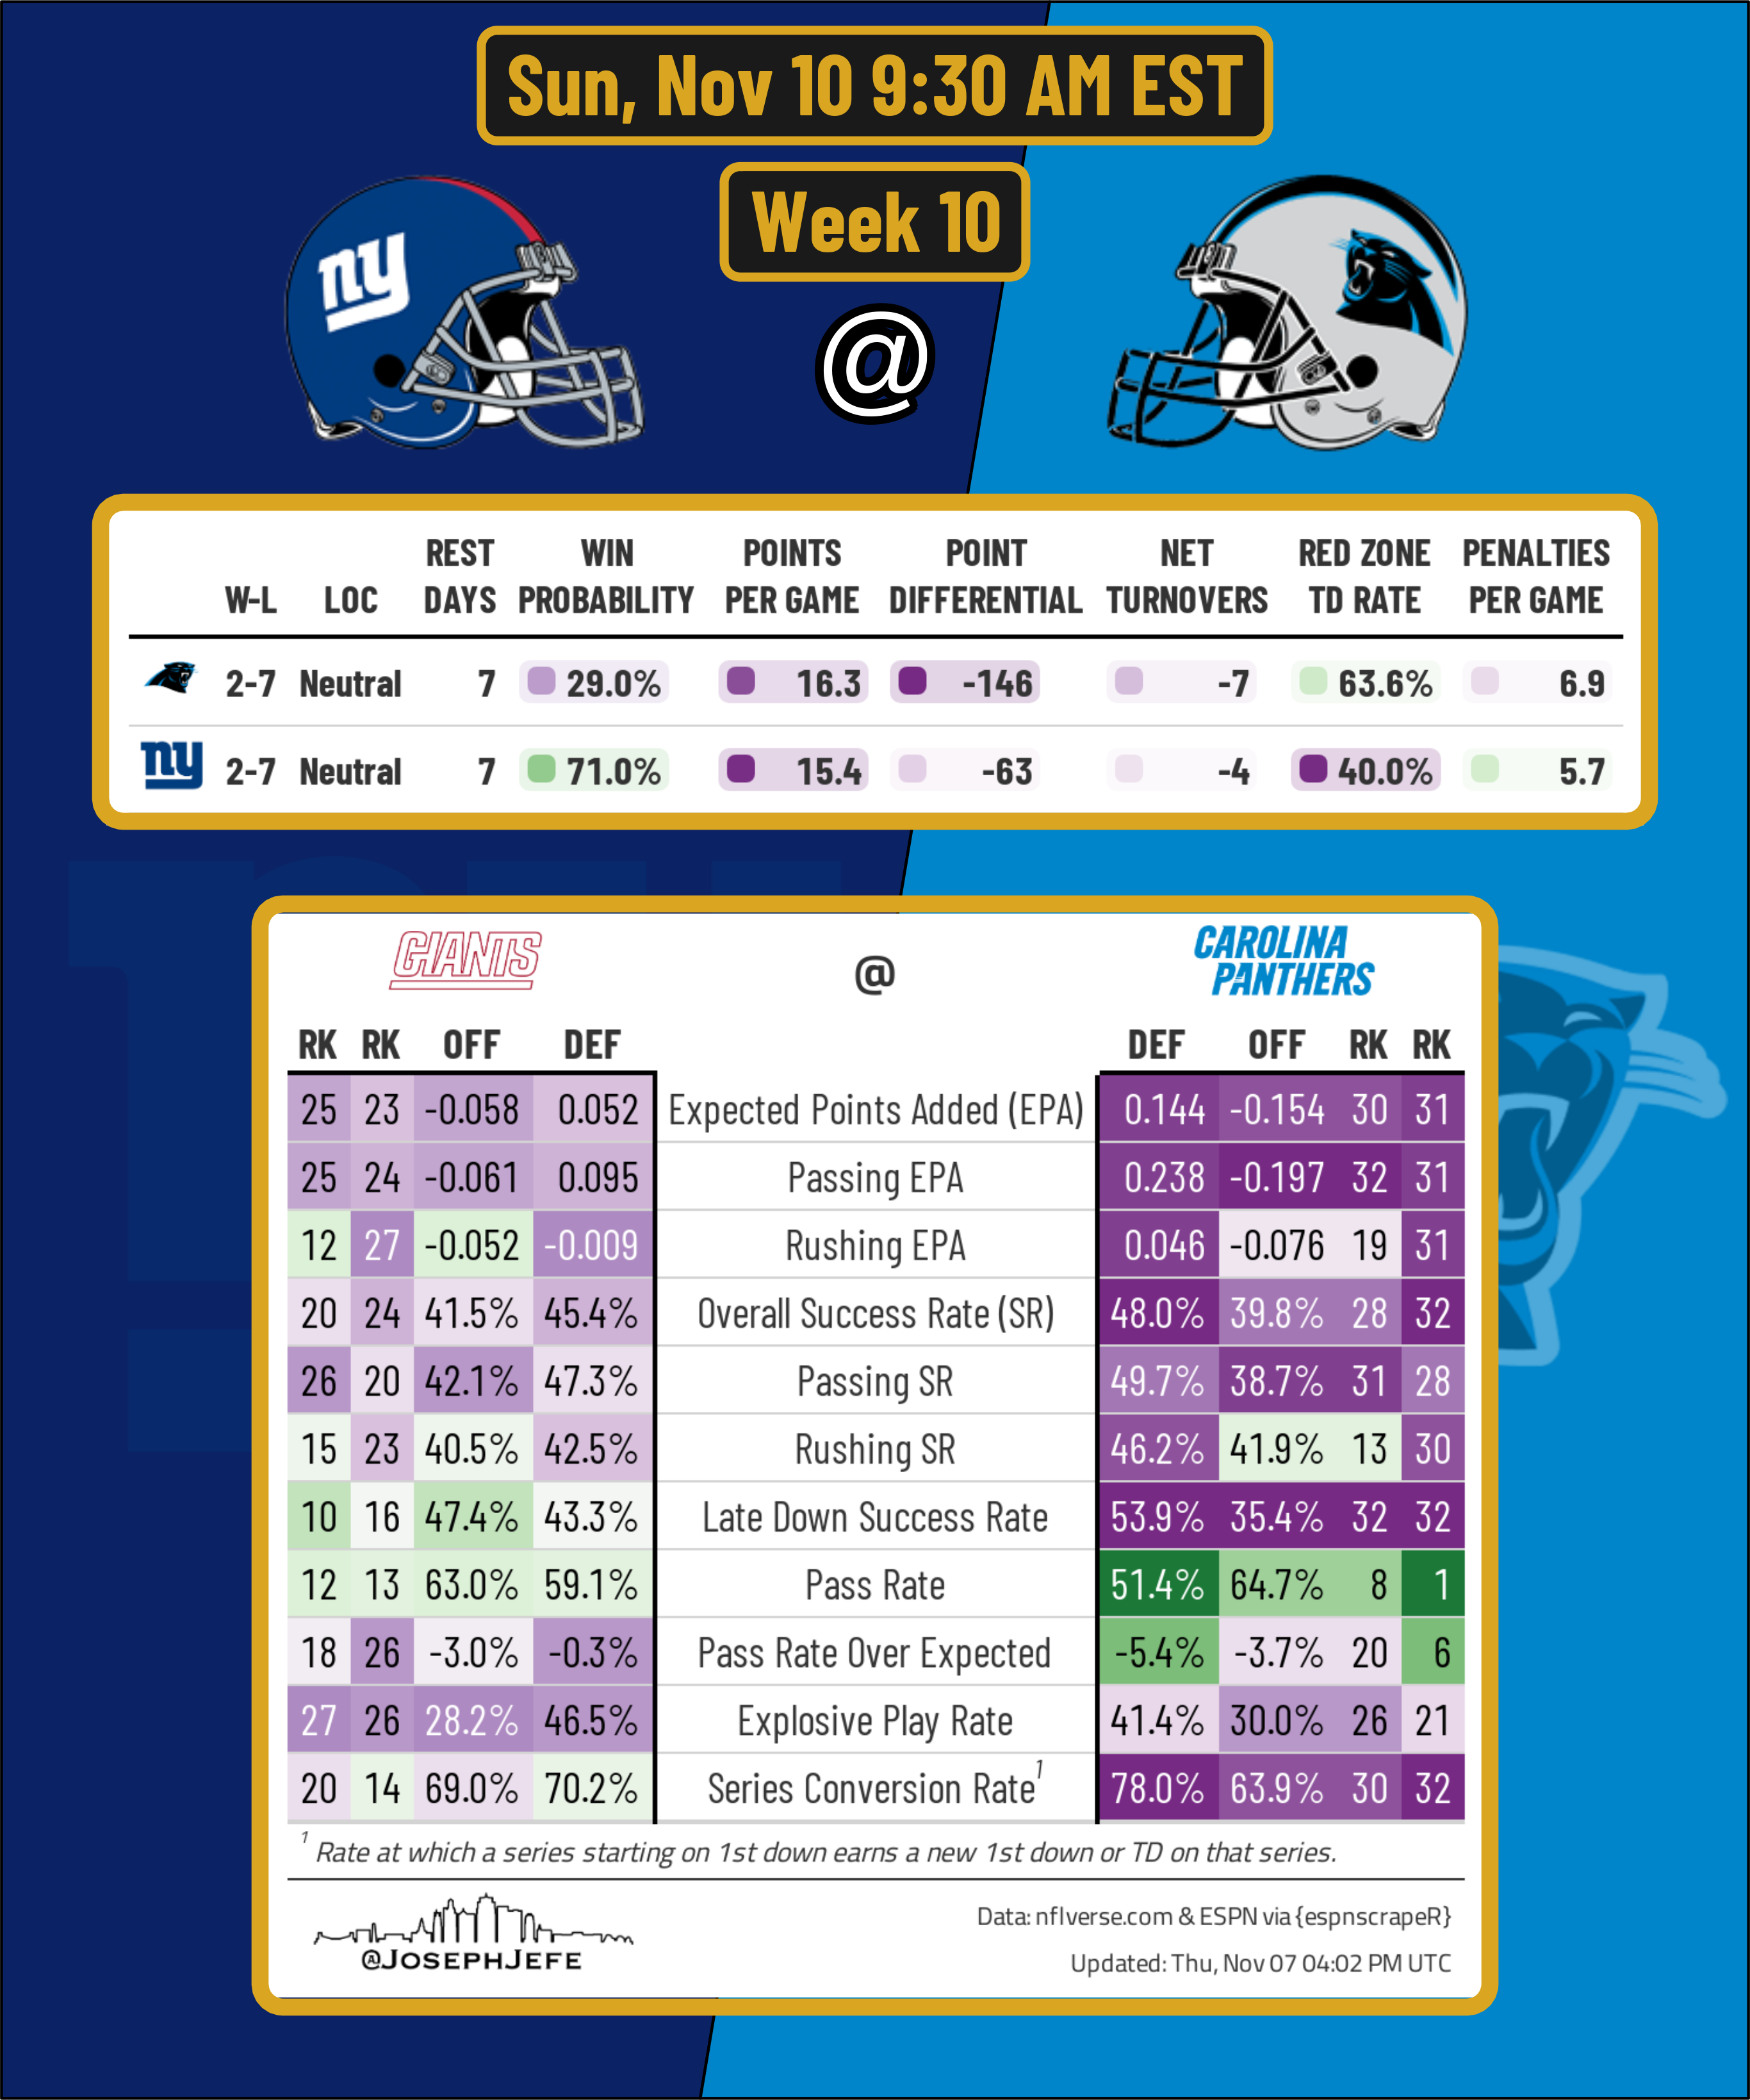 Sun, Nov 10 9:30 AM EST
Week 10
ny
@
REST WIN POINTS POINT NET RED ZONE PENALTIES
W-L LOC DAYS PROBABILITY PER GAME DIFFERENTIAL TURNOVERS TD RATE PER GAME
2-7 Neutral 7 29.0% 16.3 -146 -7 63.6% 6.9
ny 2-7 Neutral 7 71.0% 15.4 -63 -4 40.0% 5.7
GIANTS @ CAROLINA
PANTHERS
RK RK OFF DEF DEF OFF RK RK
25 23 -0.058 0.052 Expected Points Added (EPA) 0.144 -0.154 30 31
25 24 -0.061 0.095 Passing EPA 0.238 -0.197 32 31
12 27 -0.052 -0.009 Rushing EPA 0.046 -0.076 19 31
20 24 41.5% 45.4% Overall Success Rate (SR) 48.0% 39.8% 28 32
26 20 42.1% 47.3% Passing SR 49.7% 38.7% 31 28
15 23 40.5% 42.5% Rushing SR 46.2% 41.9% 13 30
10 16 47.4% 43.3% Late Down Success Rate 53.9% 35.4% 32 32
12 13 63.0% 59.1% Pass Rate 51.4% 64.7% 8 1
18 26 -3.0% -0.3% Pass Rate Over Expected -5.4% -3.7% 20 6
27 26 28.2% 46.5% Explosive Play Rate 41.4% 30.0% 26 21
20 14 69.0% 70.2% Series Conversion Rate¹ 78.0% 63.9% 30 32
¹ Rate at which a series starting on 1st down earns a new 1st down or TD on that series.
@JOSEPHJEFE
Data: nflverse.com & ESPN via {espnscrapeR}
Updated: Thu, Nov 07 04:02 PM UTC